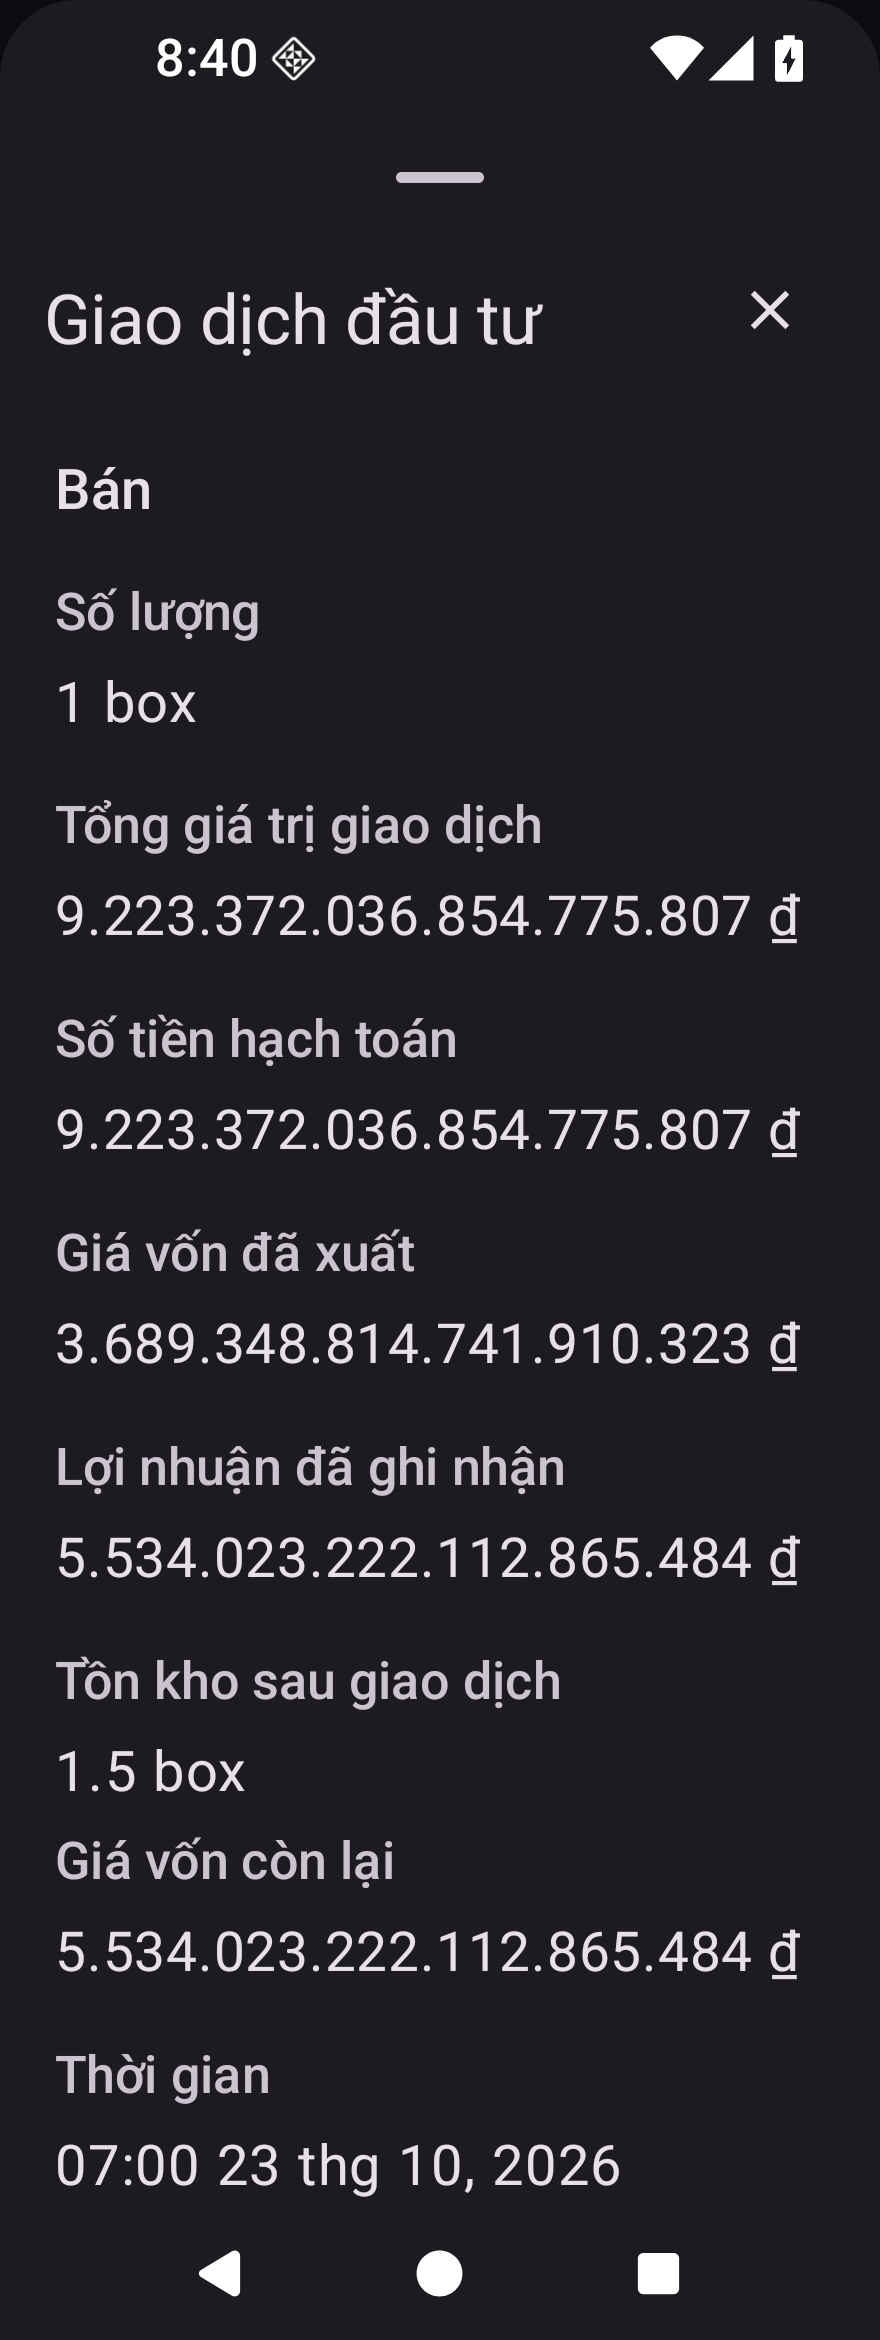 8:40
Giao dịch đầu tư
Bán
Số lượng
1 box
Tổng giá trị giao dịch
9.223.372.036.854.775.807 ₫
Số tiền hạch toán
9.223.372.036.854.775.807 ₫
Giá vốn đã xuất
3.689.348.814.741.910.323 ₫
Lợi nhuận đã ghi nhận
5.534.023.222.112.865.484 ₫
Tồn kho sau giao dịch
1.5 box
Giá vốn còn lại
5.534.023.222.112.865.484 ₫
Thời gian
07:00 23 thg 10, 2026